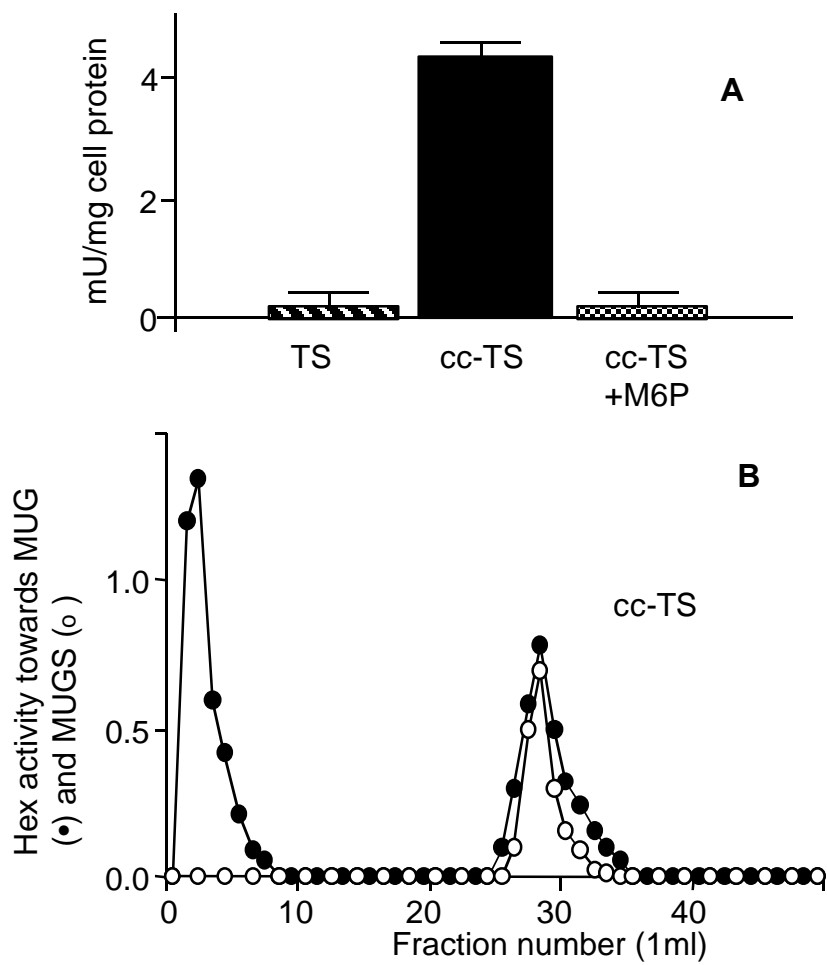 A
mU/mg cell protein
4
2
0
TS
cc-TS
cc-TS
+M6P
B
Hex activity towards MUG
(•) and MUGS (o )
cc-TS
1.0
0.5
0.0
0
10
20
30
40
Fraction number (1ml)